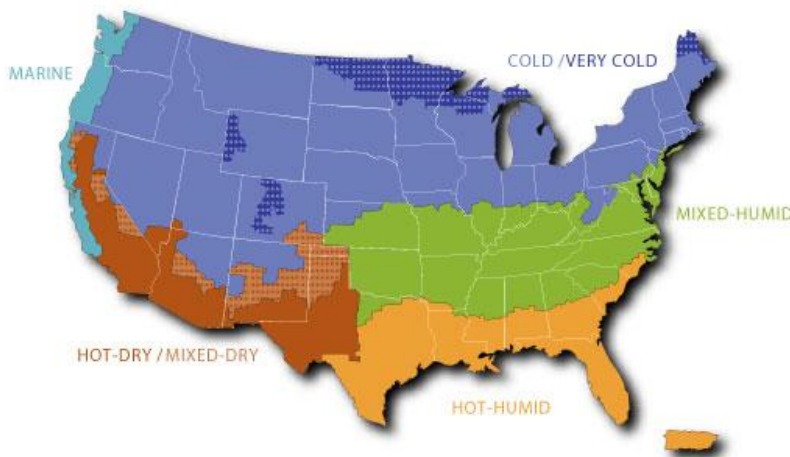 COLD /VERY COLD
MARINE
MIXED-HUMID
HOT-DRY / MIXED-DRY
HOT-HUMID